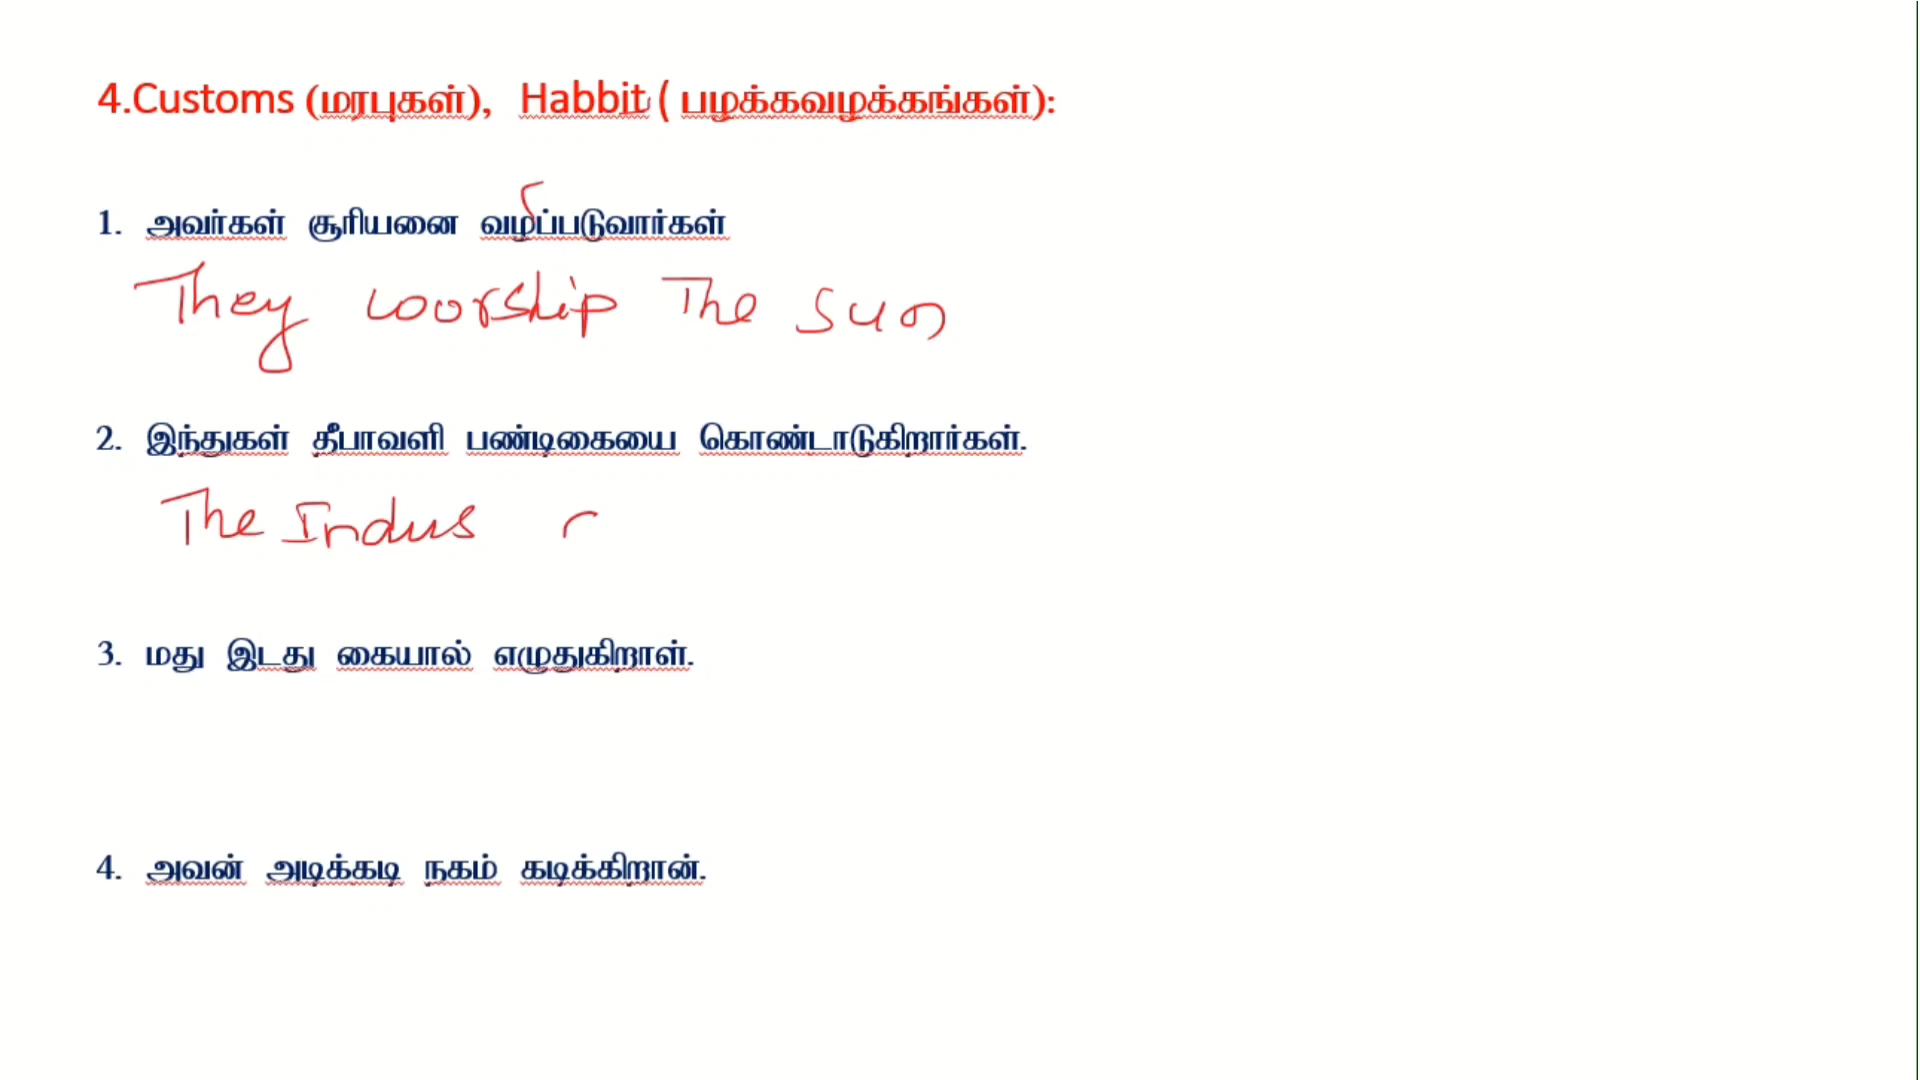 4.Customs (மரபுகள்), Habbit ( பழக்கவழக்கங்கள்):
1. அவர்கள் சூரியனை வழிப்படுவார்கள்
They worship The Sun
2. இந்துகள் தீபாவளி பண்டிகையை கொண்டாடுகிறார்கள்.
The Indus
3. மது இடது கையால் எழுதுகிறாள்.
4. அவன் அடிக்கடி நகம் கடிக்கிறான்.